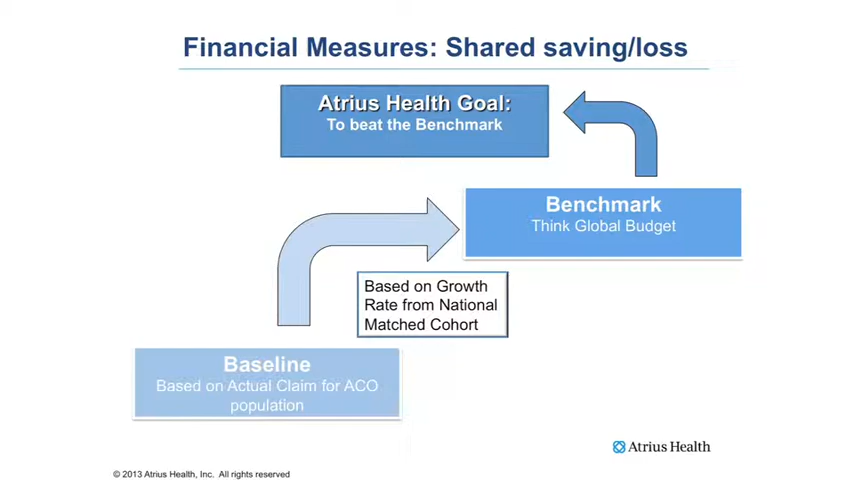 Financial Measures: Shared saving/loss
Atrius Health Goal:
To beat the Benchmark
Benchmark
Think Global Budget
Based on Growth
Rate from National
Matched Cohort
Baseline
Based on Actual Claim for ACO
population
Atrius Health
© 2013 Atrius Health, Inc. All rights reserved